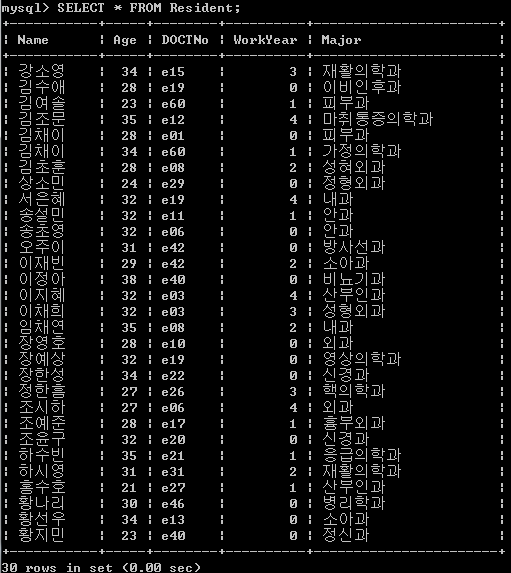 mysql> SELECT * FROM Resident;
+--------+------+--------+----------+----------------+
| Name | Age | DOCTNo | WorkYear | Major |
+--------+------+--------+----------+----------------+
| 강소영 | 34 | e15 | 3 | 재활의학과 |
| 김수애 | 28 | e19 | 0 | 이비인후과 |
| 김여솔 | 23 | e60 | 1 | 피부과 |
| 김조문 | 35 | e12 | 4 | 마취통증의학과 |
| 김채이 | 28 | e01 | 0 | 피부과 |
| 김채이 | 34 | e60 | 1 | 가정의학과 |
| 김초훈 | 28 | e08 | 2 | 성형외과 |
| 상소민 | 24 | e29 | 0 | 정형외과 |
| 서은혜 | 32 | e19 | 4 | 내과 |
| 송설민 | 32 | e11 | 1 | 안과 |
| 송초영 | 32 | e06 | 0 | 안과 |
| 오주이 | 31 | e42 | 0 | 방사선과 |
| 이재빈 | 29 | e42 | 2 | 소아과 |
| 이정아 | 38 | e40 | 0 | 비뇨기과 |
| 이지혜 | 32 | e03 | 4 | 산부인과 |
| 이채희 | 32 | e03 | 3 | 성형외과 |
| 임채연 | 35 | e08 | 2 | 내과 |
| 장영호 | 28 | e10 | 0 | 외과 |
| 장예상 | 32 | e19 | 0 | 영상의학과 |
| 장한성 | 34 | e22 | 0 | 신경과 |
| 정한흠 | 27 | e26 | 3 | 핵의학과 |
| 조시하 | 27 | e06 | 4 | 외과 |
| 조예준 | 28 | e17 | 1 | 흉부외과 |
| 조윤구 | 32 | e20 | 0 | 신경과 |
| 하수빈 | 35 | e21 | 1 | 응급의학과 |
| 하시영 | 31 | e31 | 2 | 재활의학과 |
| 홍수호 | 21 | e27 | 1 | 산부인과 |
| 황나리 | 30 | e46 | 0 | 병리학과 |
| 황선우 | 34 | e13 | 0 | 소아과 |
| 황지민 | 23 | e40 | 0 | 정신과 |
+--------+------+--------+----------+----------------+
30 rows in set (0.00 sec)